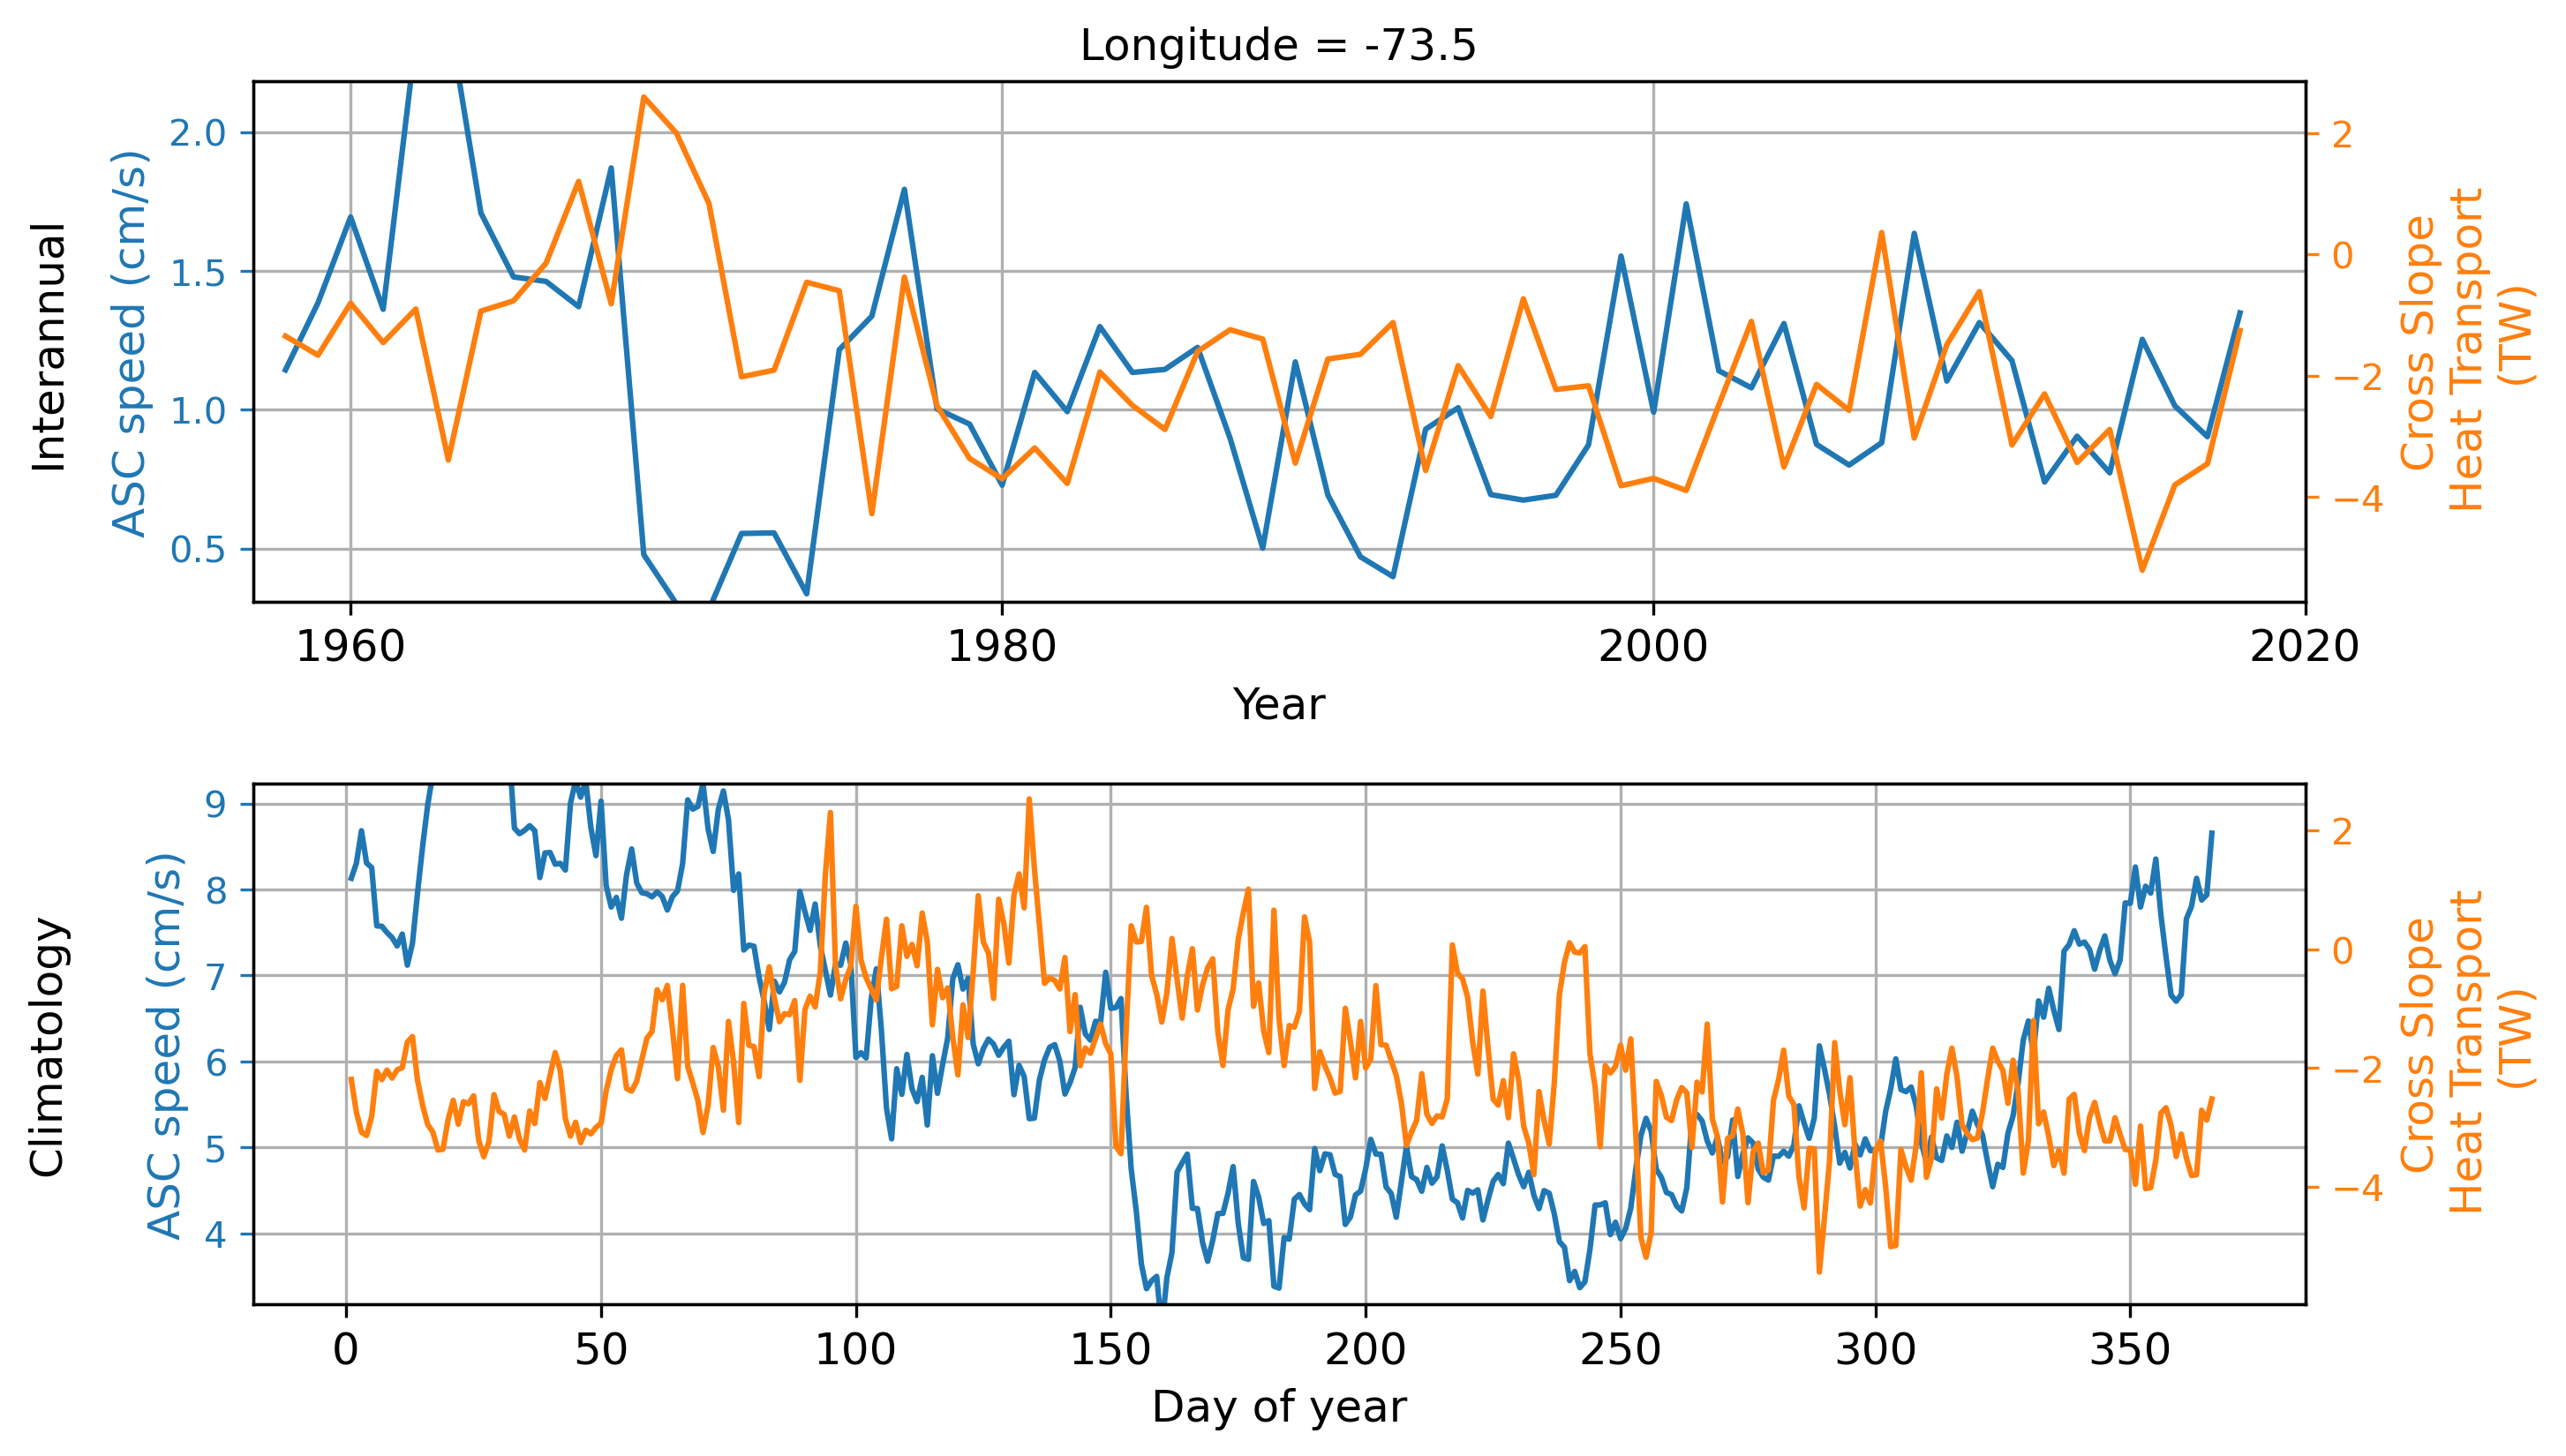 Longitude = -73.5
Interannual
ASC speed (cm/s)
2.0
1.5
1.0
0.5
2
0
−2
−4
Cross Slope
Heat Transport
(TW)
1960
1980
2000
2020
Year
Climatology
ASC speed (cm/s)
9
8
7
6
5
4
2
0
−2
−4
Cross Slope
Heat Transport
(TW)
0
50
100
150
200
250
300
350
Day of year